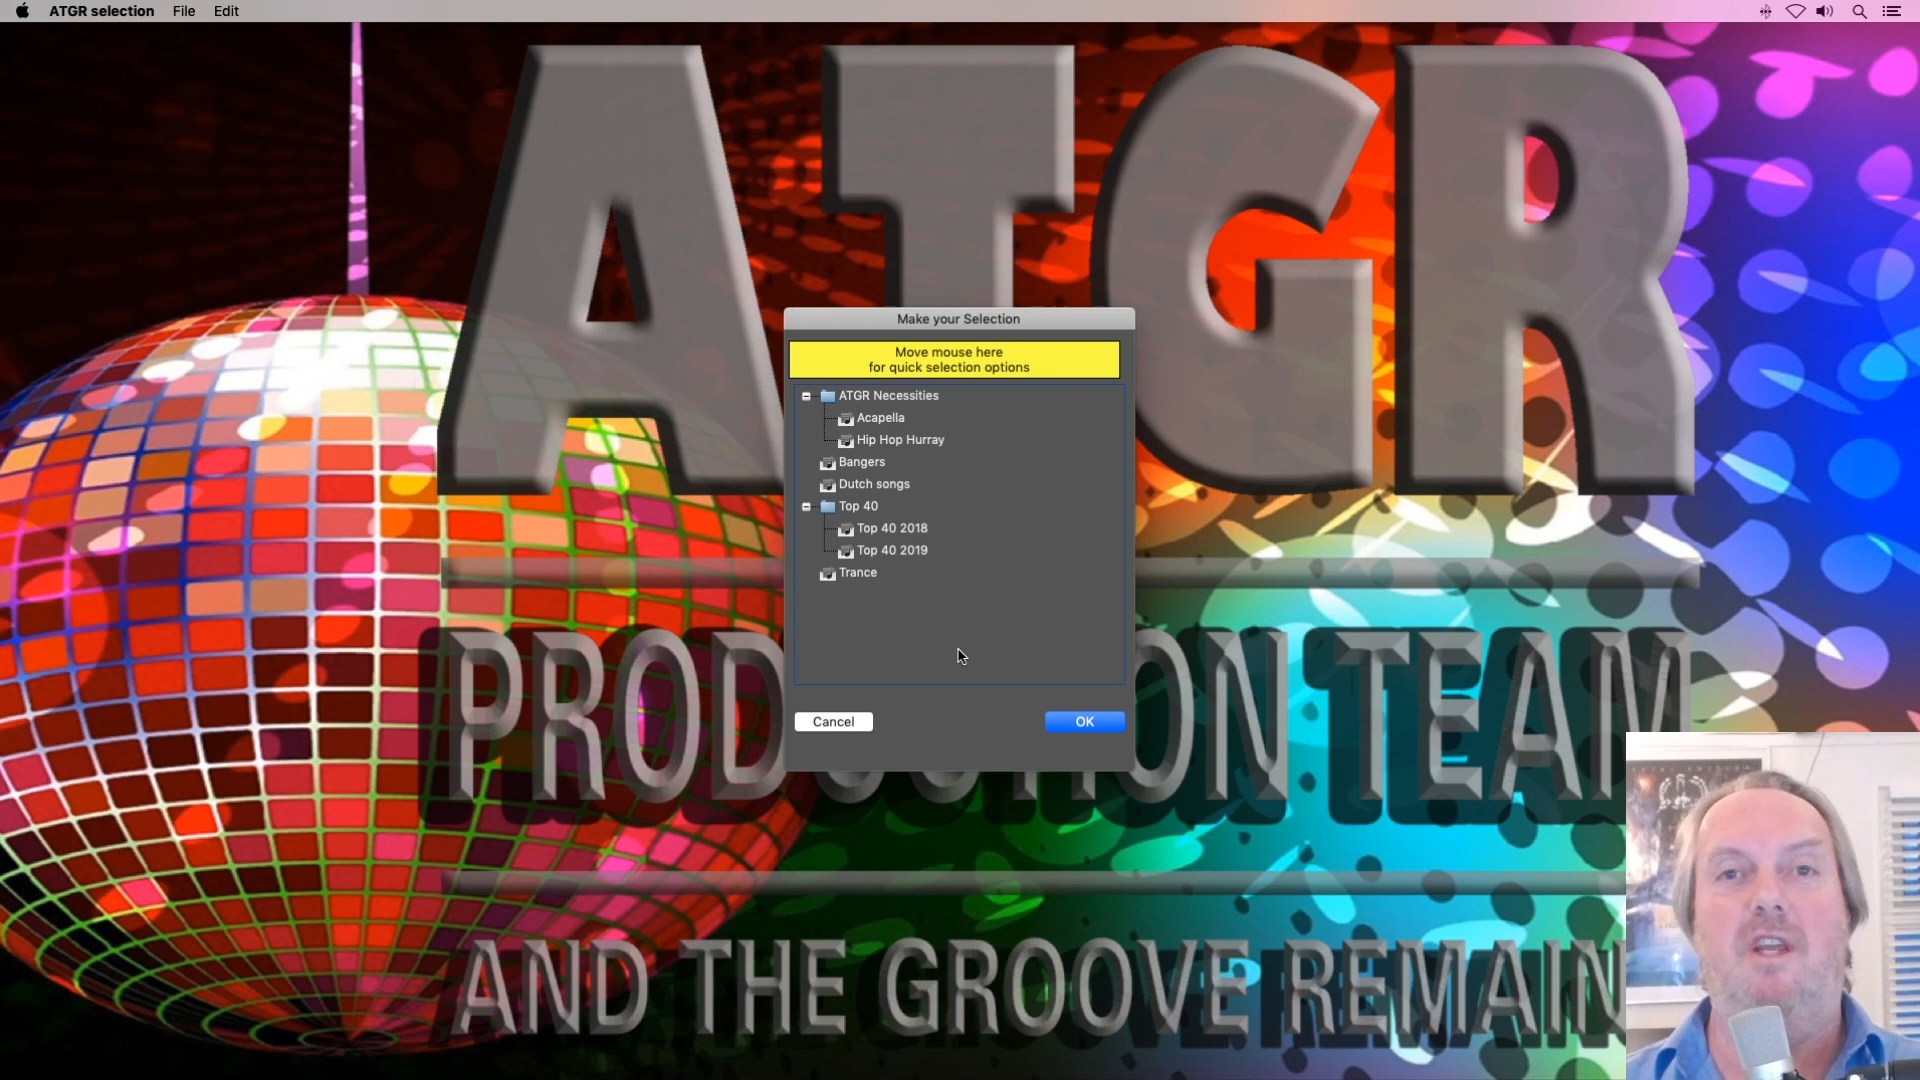 ATGR selection File Edit
ATGR
Make your Selection
Move mouse here
for quick selection options
ATGR Necessities
Acapella
Hip Hop Hurray
Bangers
Dutch songs
Top 40
Top 40 2018
Top 40 2019
Trance
Cancel OK
TEAM
AND THE GROOVE REMAIN